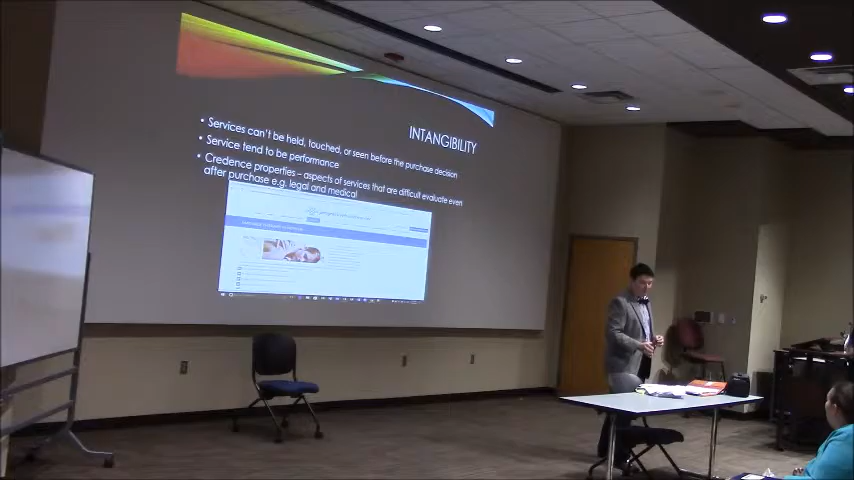 INTANGIBILITY
• Services can't be held, touched, or seen before the purchase decision
• Service tend to be performance
• Credence properties – aspects of services that are difficult evaluate even
after purchase e.g. legal and medical